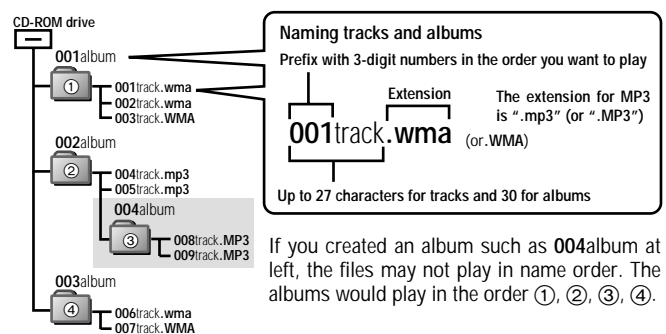 CD-ROM drive
001album
①
001track.wma
002track.wma
003track.WMA
002album
②
004track.mp3
005track.mp3
004album
③
008track.MP3
009track.MP3
003album
④
006track.wma
007track.WMA
Naming tracks and albums
Prefix with 3-digit numbers in the order you want to play
Extension
001track.wma (or.WMA)
The extension for MP3
is ".mp3" (or ".MP3")
Up to 27 characters for tracks and 30 for albums
If you created an album such as 004album at
left, the files may not play in name order. The
albums would play in the order ①, ②, ③, ④.